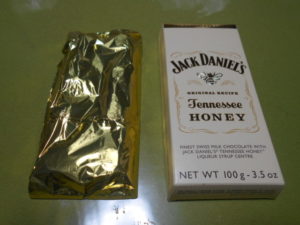 JACK DANIEL'S
ORIGINAL RECIPE
Tennessee
HONEY
FINEST SWISS MILK CHOCOLATE WITH
JACK DANIEL'S TENNESSEE HONEY
LIQUEUR SYRUP CENTRE
NET WT 100 g - 3.5 oz